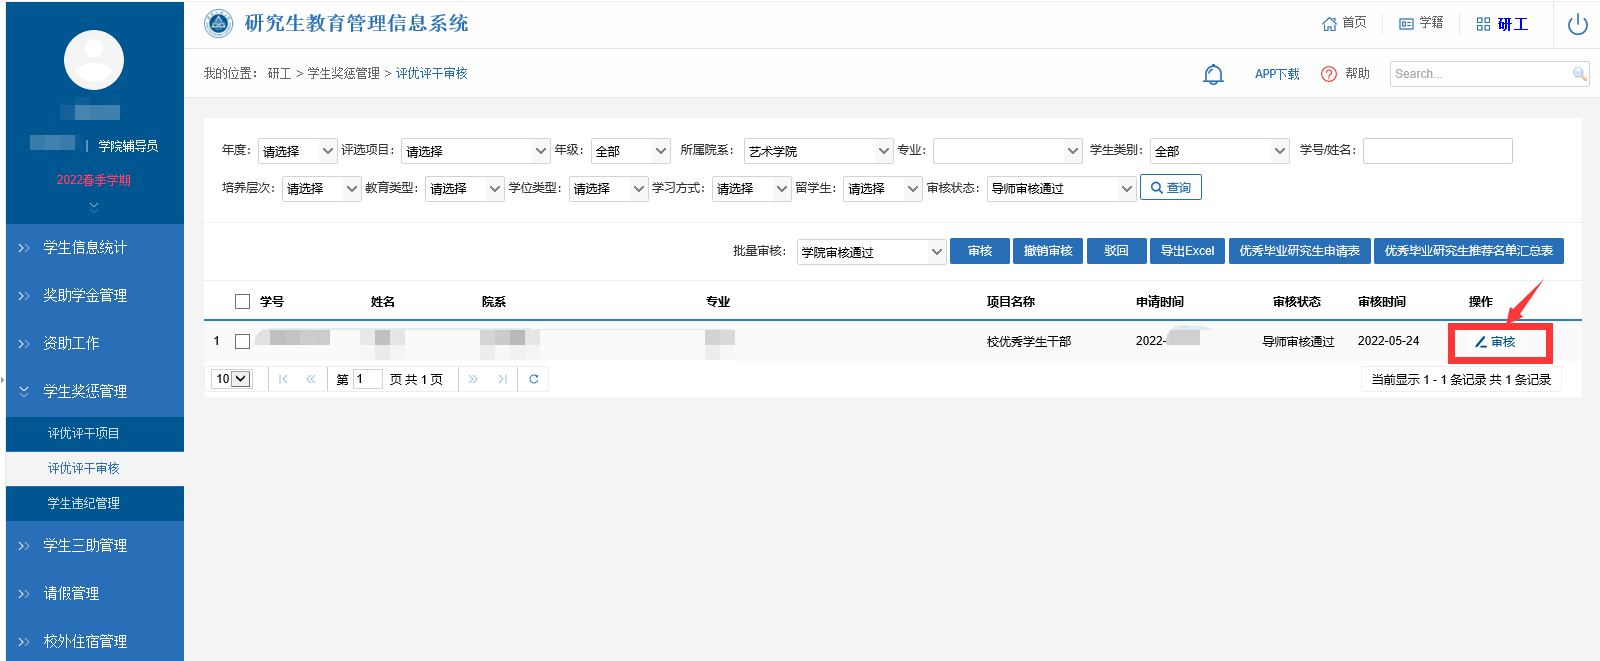 研究生教育管理信息系统
首页
学籍
研工
我的位置： 研工 > 学生奖惩管理 > 评优评干审核
APP下载
帮助
Search...
| 学院辅导员
2022春季学期
学生信息统计
奖助学金管理
资助工作
学生奖惩管理
评优评干项目
评优评干审核
学生违纪管理
学生三助管理
请假管理
校外住宿管理
年度： 请选择 评选项目： 请选择 年级： 全部 所属院系： 艺术学院 专业： 学生类别： 全部 学号/姓名：
培养层次： 请选择 教育类型： 请选择 学位类型： 请选择 学习方式： 请选择 留学生： 请选择 审核状态： 导师审核通过 查询
批量审核： 学院审核通过 审核 撤销审核 驳回 导出Excel 优秀毕业研究生申请表 优秀毕业研究生推荐名单汇总表
学号 姓名 院系 专业 项目名称 申请时间 审核状态 审核时间 操作
1 校优秀学生干部 2022- 导师审核通过 2022-05-24 审核
10 第 1 页 共 1 页 当前显示 1 - 1 条记录 共 1 条记录